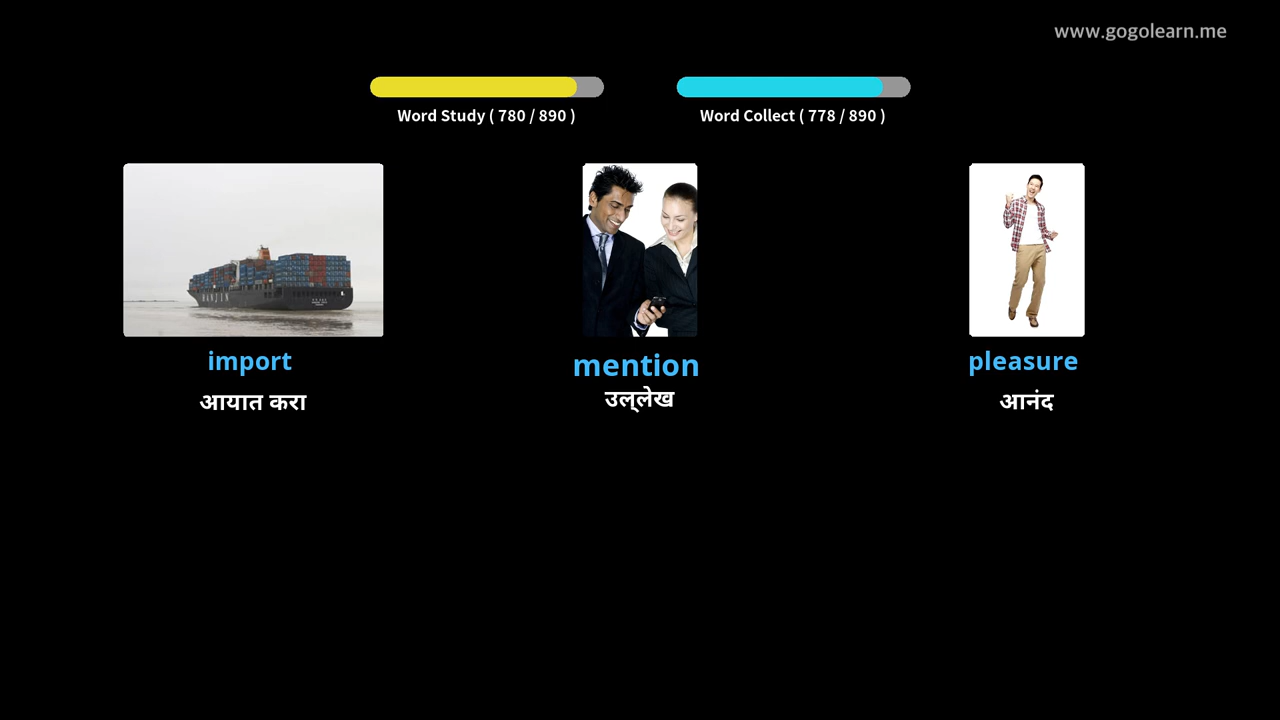 www.gogolearn.me
Word Study ( 780 / 890 )
Word Collect ( 778 / 890 )
import
mention
pleasure
आयात करा
उल्लेख
आनंद